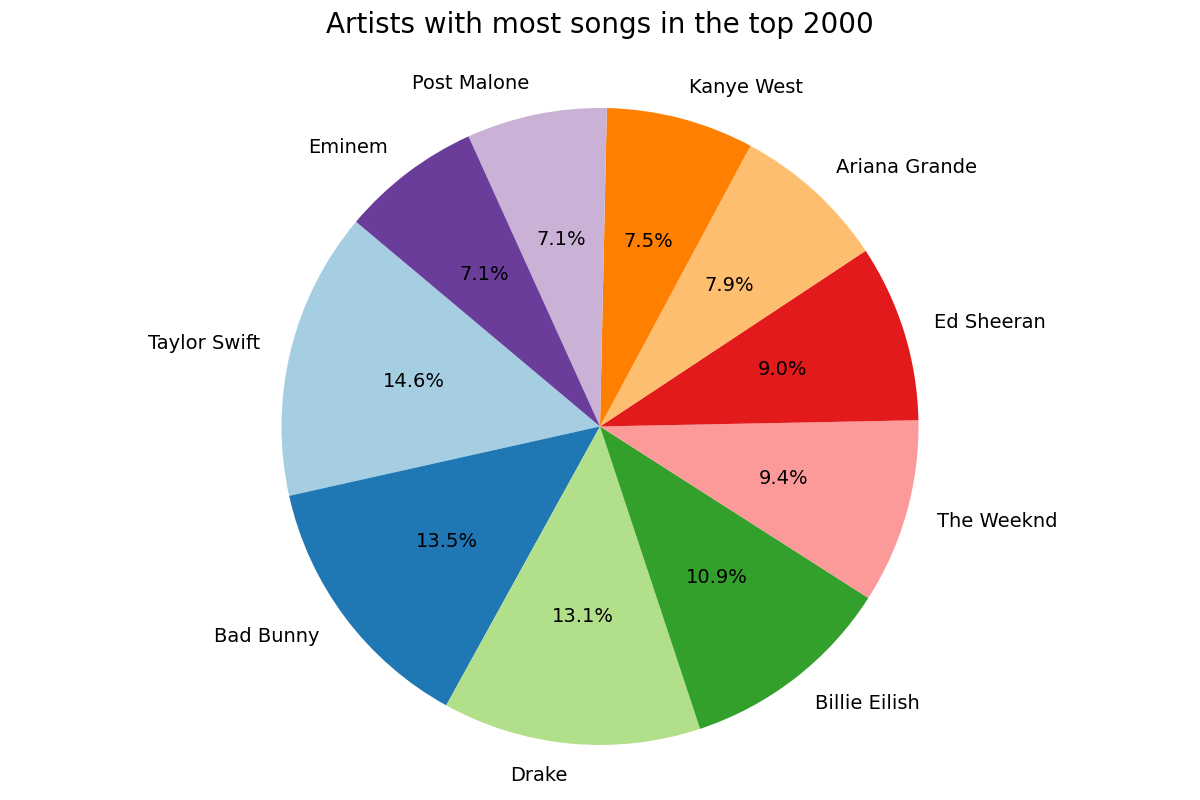 Artists with most songs in the top 2000
Post Malone
Kanye West
Eminem
Ariana Grande
7.1%
7.5%
7.1%
7.9%
Ed Sheeran
Taylor Swift
9.0%
14.6%
9.4%
The Weeknd
13.5%
10.9%
13.1%
Bad Bunny
Billie Eilish
Drake